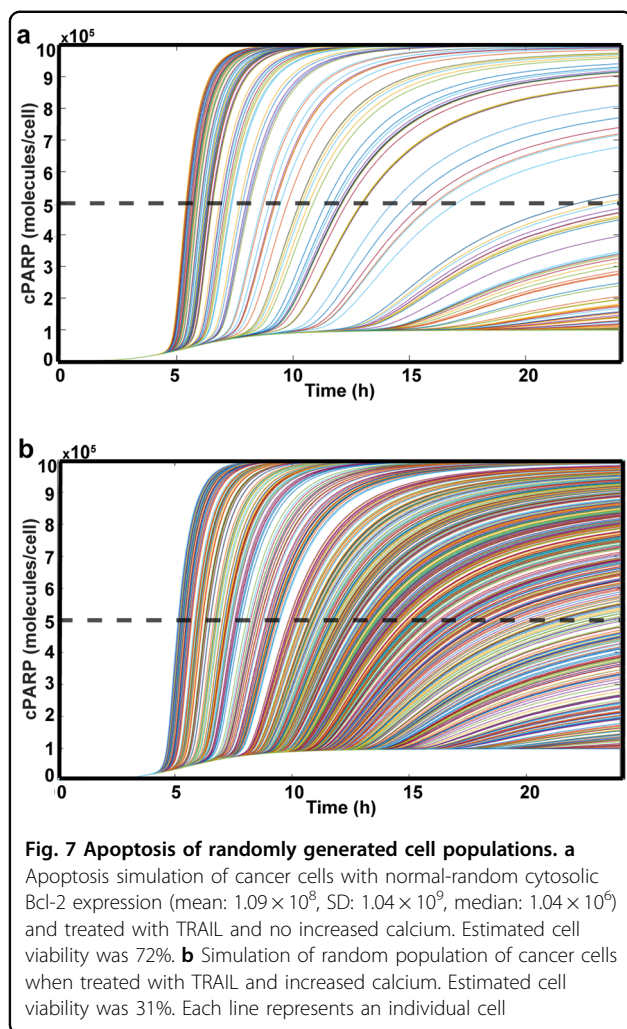 a
x10⁵
10
9
8
7
6
5
4
3
2
1
0
cPARP (molecules/cell)
0 5 10 15 20
Time (h)
b
x10⁵
10
9
8
7
6
5
4
3
2
1
0
cPARP (molecules/cell)
0 5 10 15 20
Time (h)
Fig. 7 Apoptosis of randomly generated cell populations. a
Apoptosis simulation of cancer cells with normal-random cytosolic
Bcl-2 expression (mean: 1.09 × 10⁸, SD: 1.04 × 10⁹, median: 1.04 × 10⁶)
and treated with TRAIL and no increased calcium. Estimated cell
viability was 72%. b Simulation of random population of cancer cells
when treated with TRAIL and increased calcium. Estimated cell
viability was 31%. Each line represents an individual cell